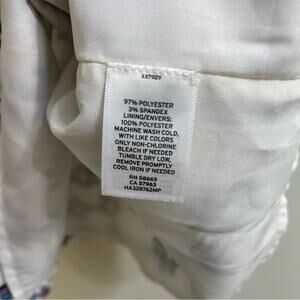 XX7929
97% POLYESTER
3% SPANDEX
LINING/ENVERS:
100% POLYESTER
MACHINE WASH COLD,
WITH LIKE COLORS
ONLY NON-CHLORINE
BLEACH IF NEEDED
TUMBLE DRY LOW,
REMOVE PROMPTLY
COOL IRON IF NEEDED
RN 58665
CA 57963
HA328762MP